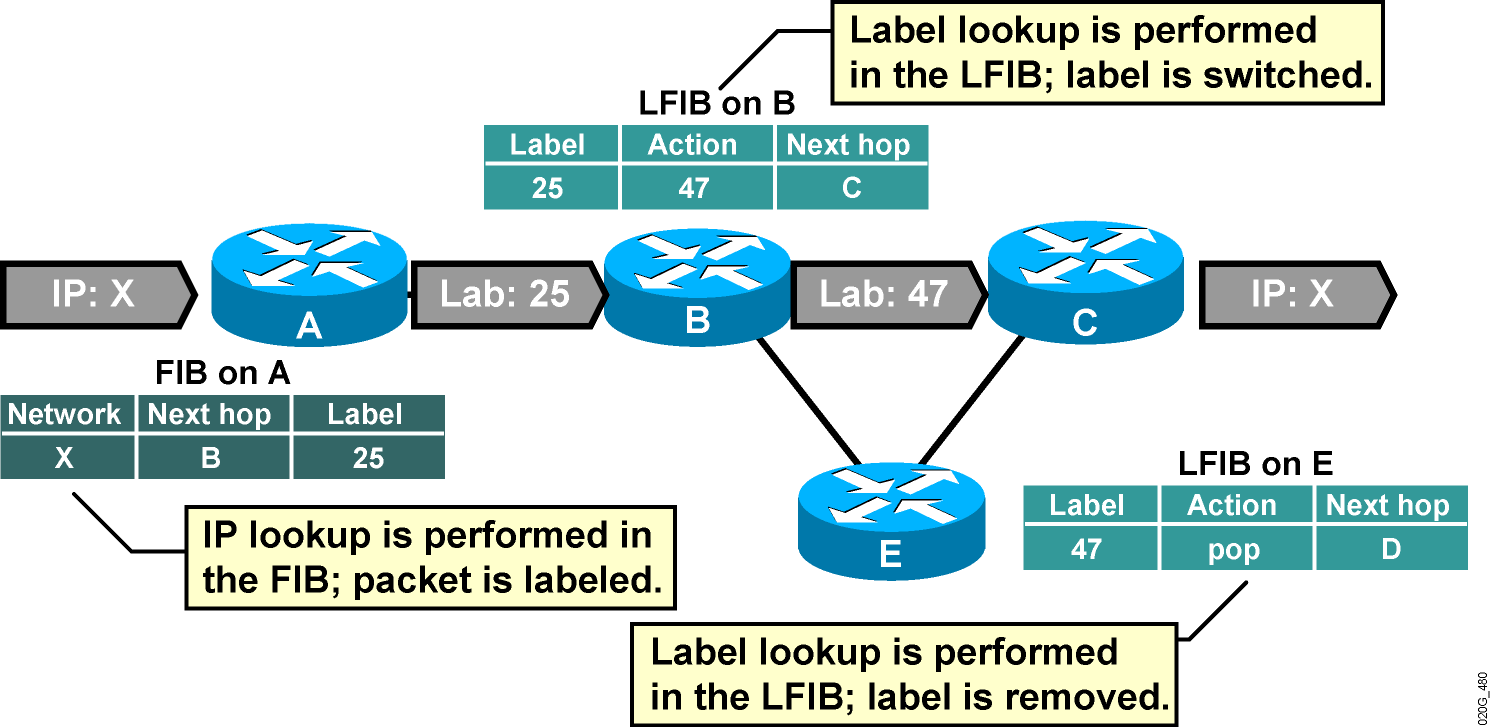 Label lookup is performed
in the LFIB; label is switched.
LFIB on B
Label Action Next hop
25 47 C
IP: X
A
Lab: 25
B
Lab: 47
C
IP: X
FIB on A
Network Next hop Label
X B 25
IP lookup is performed in
the FIB; packet is labeled.
E
LFIB on E
Label Action Next hop
47 pop D
Label lookup is performed
in the LFIB; label is removed.
020G_480